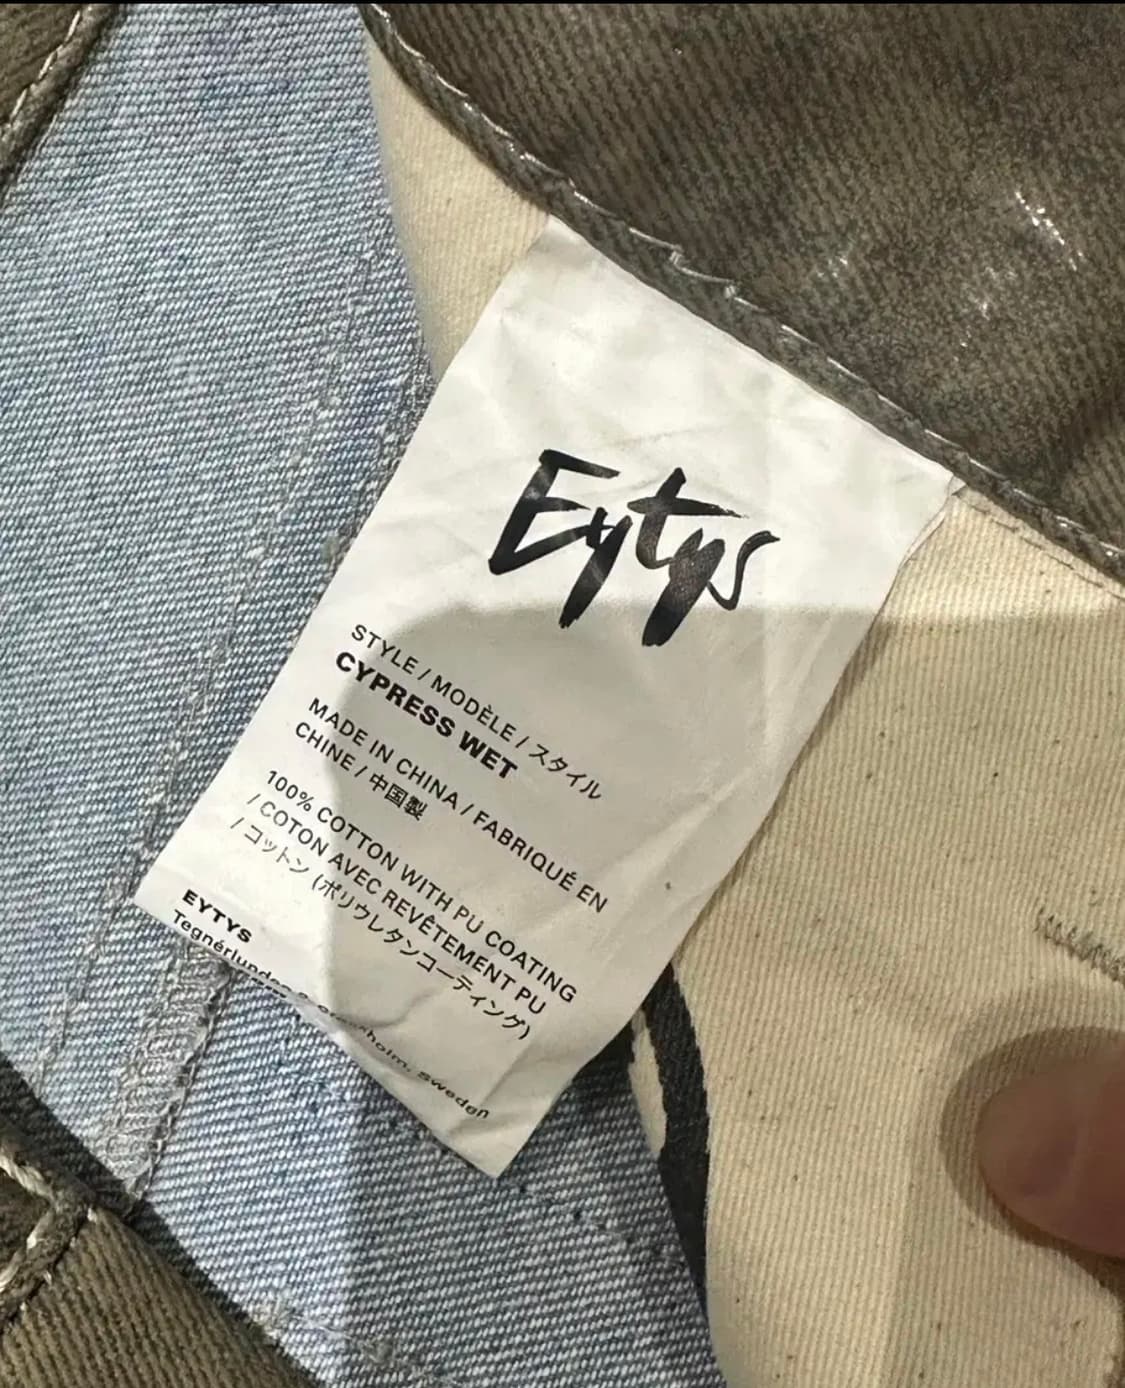 Eytys
STYLE / MODÈLE / スタイル
CYPRESS WET
MADE IN CHINA / FABRIQUÉ EN
CHINE / 中国製
100% COTTON WITH PU COATING
/ COTON AVEC REVÊTEMENT PU
/ コットン (ポリウレタンコーティング)
EYTYS
Sweden